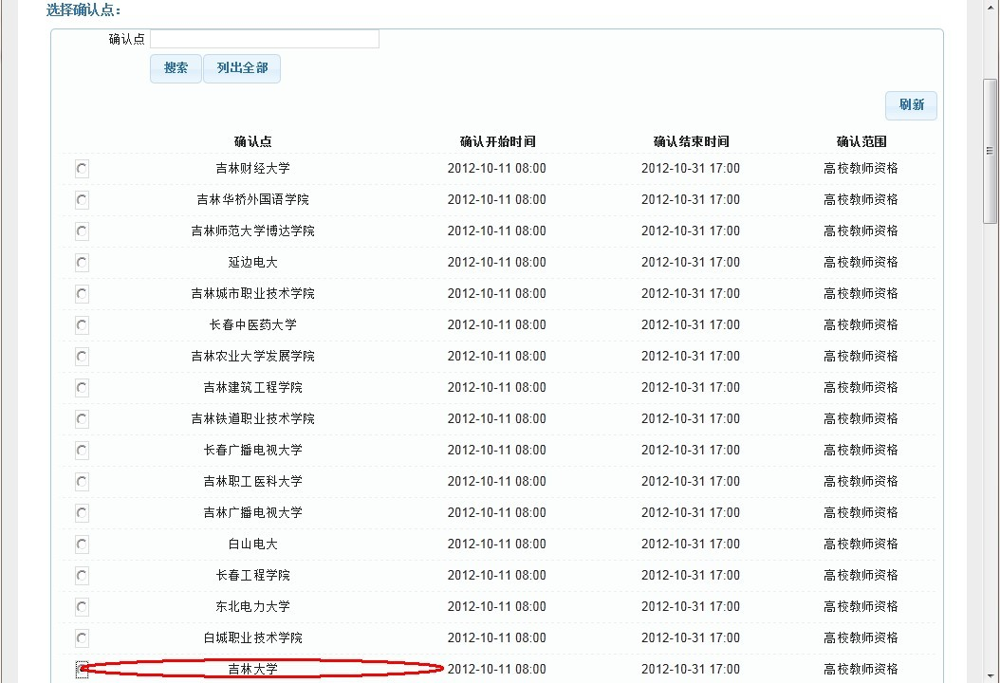 选择确认点：
确认点
搜索 列出全部
刷新
确认点 确认开始时间 确认结束时间 确认范围
吉林财经大学 2012-10-11 08:00 2012-10-31 17:00 高校教师资格
吉林华桥外国语学院 2012-10-11 08:00 2012-10-31 17:00 高校教师资格
吉林师范大学博达学院 2012-10-11 08:00 2012-10-31 17:00 高校教师资格
延边电大 2012-10-11 08:00 2012-10-31 17:00 高校教师资格
吉林城市职业技术学院 2012-10-11 08:00 2012-10-31 17:00 高校教师资格
长春中医药大学 2012-10-11 08:00 2012-10-31 17:00 高校教师资格
吉林农业大学发展学院 2012-10-11 08:00 2012-10-31 17:00 高校教师资格
吉林建筑工程学院 2012-10-11 08:00 2012-10-31 17:00 高校教师资格
吉林铁道职业技术学院 2012-10-11 08:00 2012-10-31 17:00 高校教师资格
长春广播电视大学 2012-10-11 08:00 2012-10-31 17:00 高校教师资格
吉林职工医科大学 2012-10-11 08:00 2012-10-31 17:00 高校教师资格
吉林广播电视大学 2012-10-11 08:00 2012-10-31 17:00 高校教师资格
白山电大 2012-10-11 08:00 2012-10-31 17:00 高校教师资格
长春工程学院 2012-10-11 08:00 2012-10-31 17:00 高校教师资格
东北电力大学 2012-10-11 08:00 2012-10-31 17:00 高校教师资格
白城职业技术学院 2012-10-11 08:00 2012-10-31 17:00 高校教师资格
吉林大学 2012-10-11 08:00 2012-10-31 17:00 高校教师资格